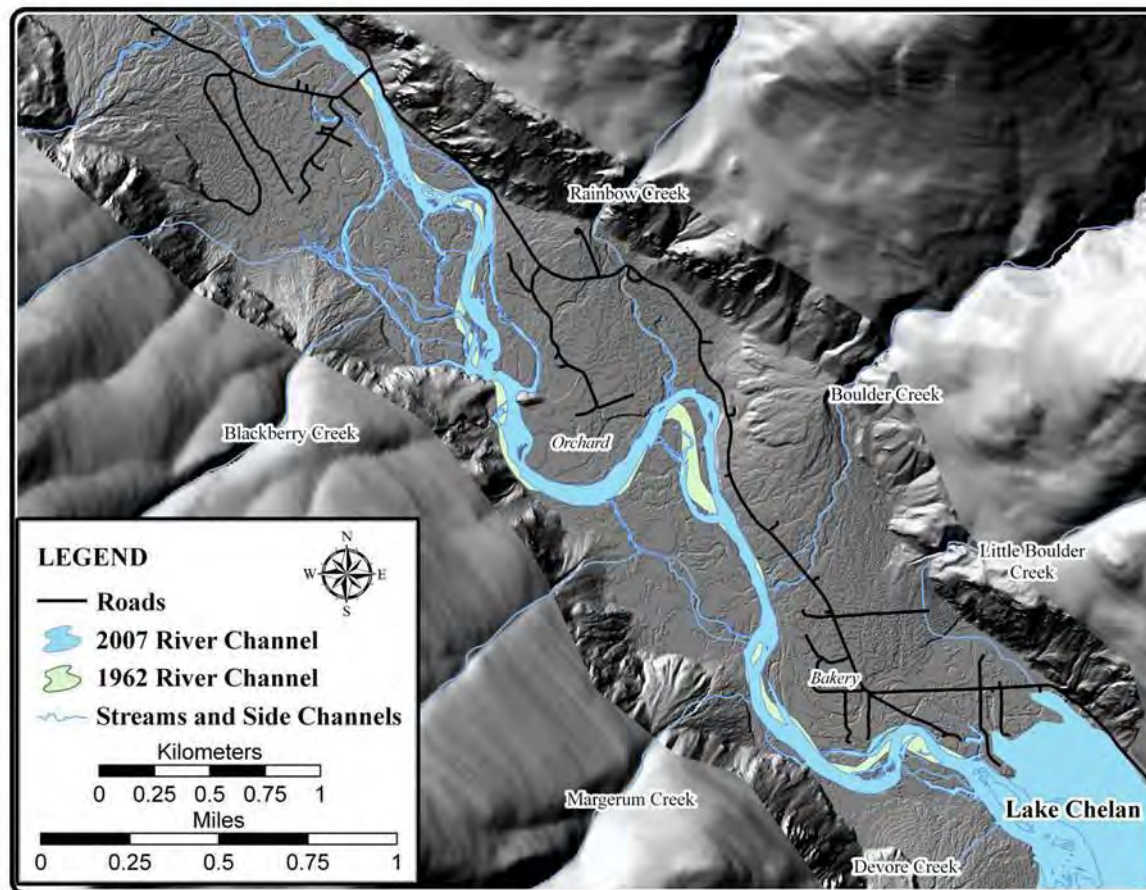 Rainbow Creek
Boulder Creek
Blackberry Creek
Orchard
Little Boulder
Creek
Bakery
Margerum Creek
Lake Chelan
Devore Creek
LEGEND
N
W E
S
Roads
2007 River Channel
1962 River Channel
Streams and Side Channels
Kilometers
0 0.25 0.5 0.75 1
Miles
0 0.25 0.5 0.75 1